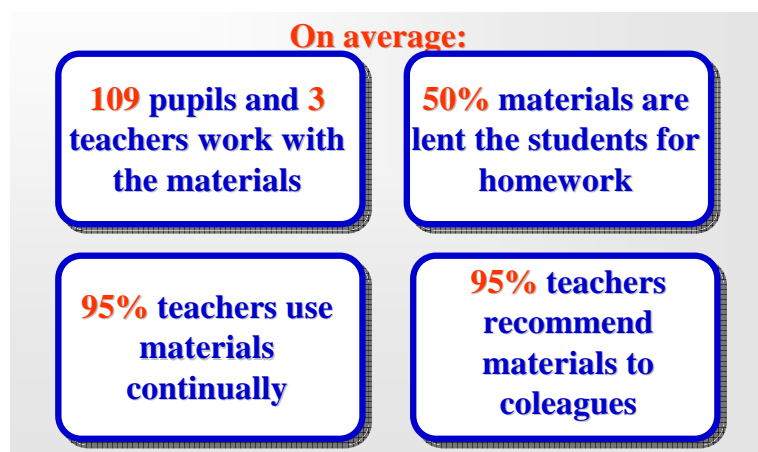 On average:
109 pupils and 3
teachers work with
the materials
50% materials are
lent the students for
homework
95% teachers use
materials
continually
95% teachers
recommend
materials to
coleagues